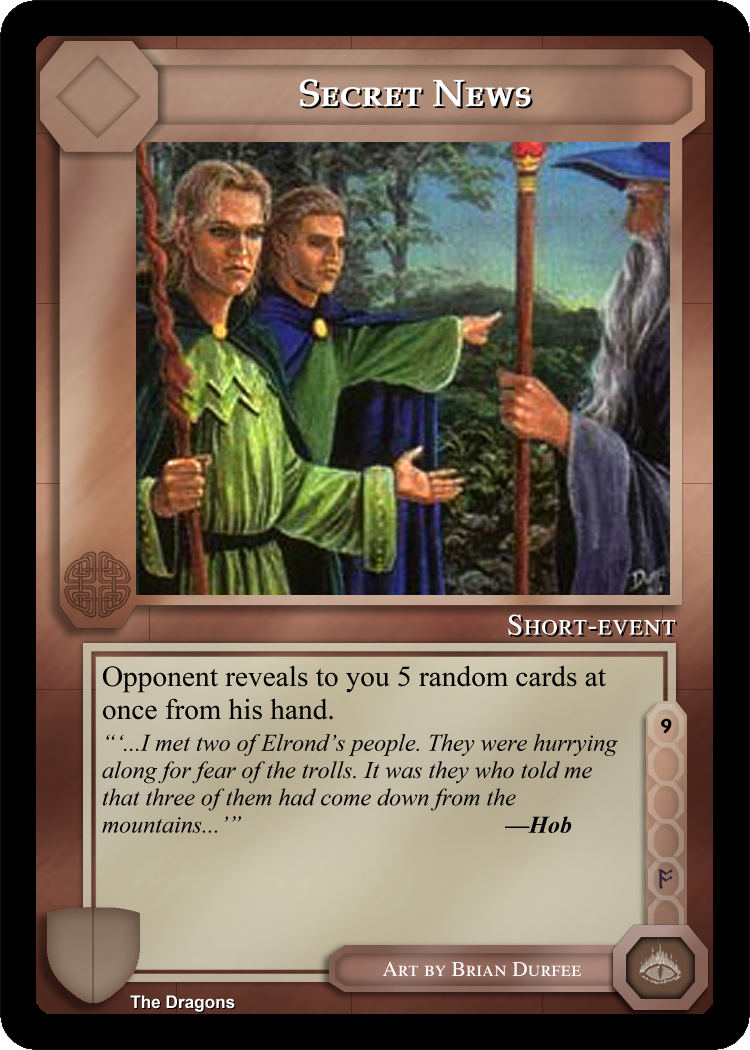 Secret News
Short-event
Opponent reveals to you 5 random cards at
once from his hand.
“‘...I met two of Elrond’s people. They were hurrying
along for fear of the trolls. It was they who told me
that three of them had come down from the
mountains...’” —Hob
9
Art by Brian Durfee
The Dragons